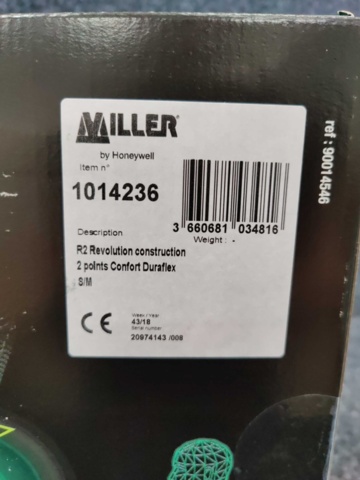 MILLER®
by Honeywell
Item n°
1014236
3 660681 034816
Description
Weight : -
R2 Revolution construction
2 points Confort Duraflex
S/M
CE
Week / Year
43/18
Serial number
20974143 /008
ref : 90014546